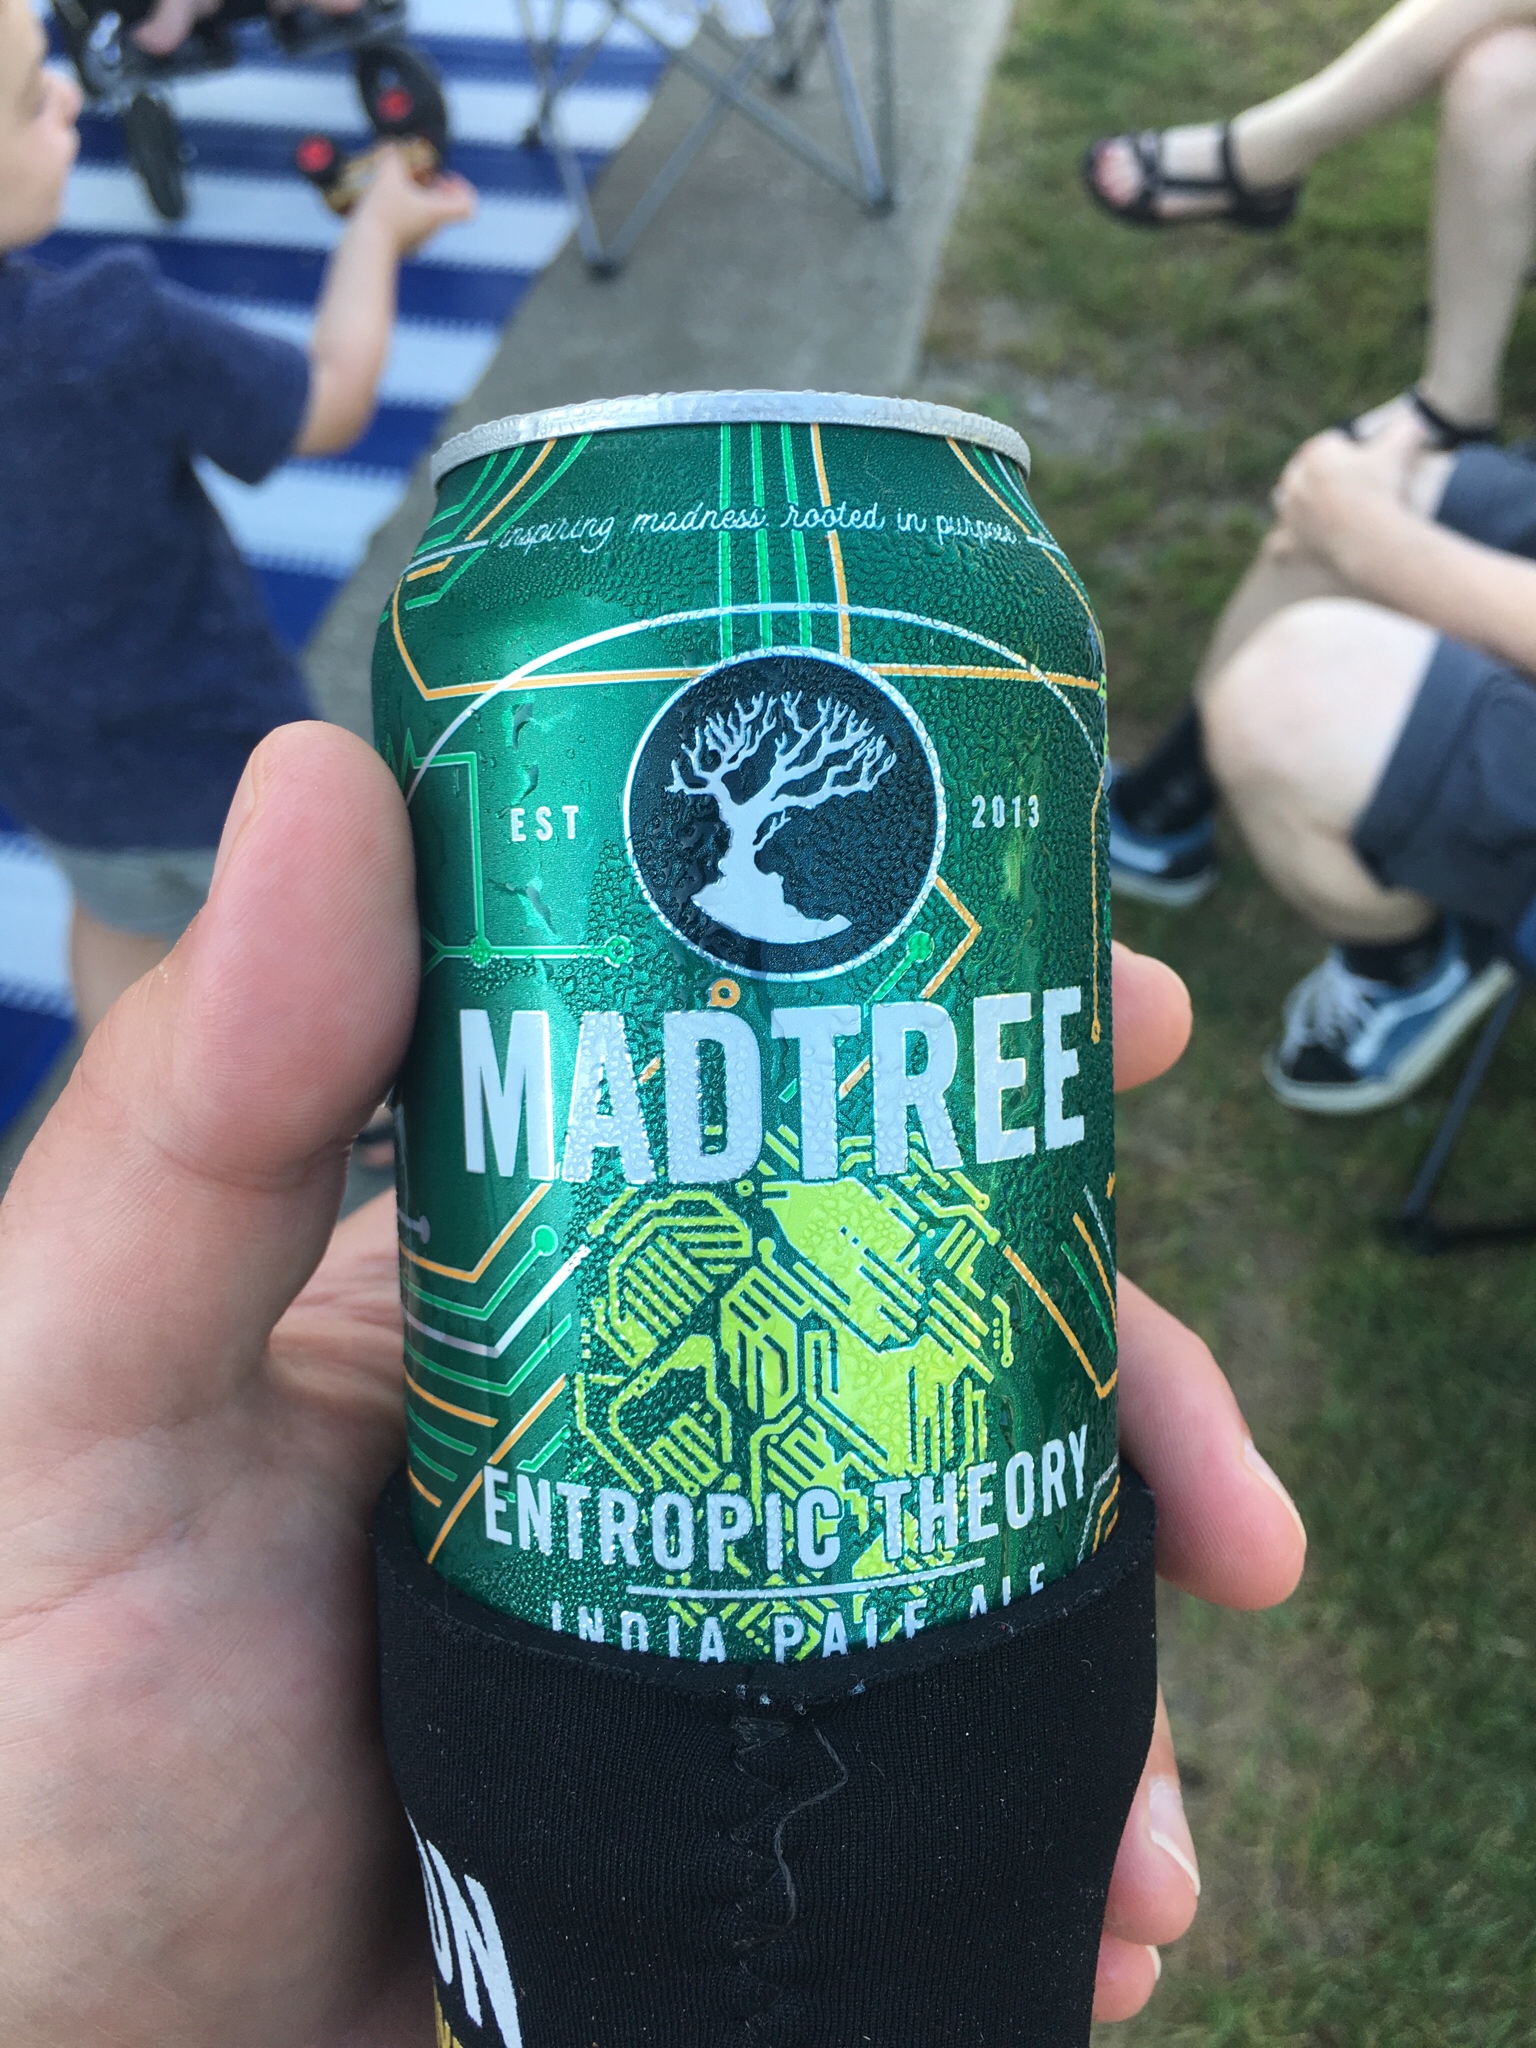 inspiring madness rooted in purpose
EST 2013
MADTREE
ENTROPIC THEORY
INDIA PALE ALE